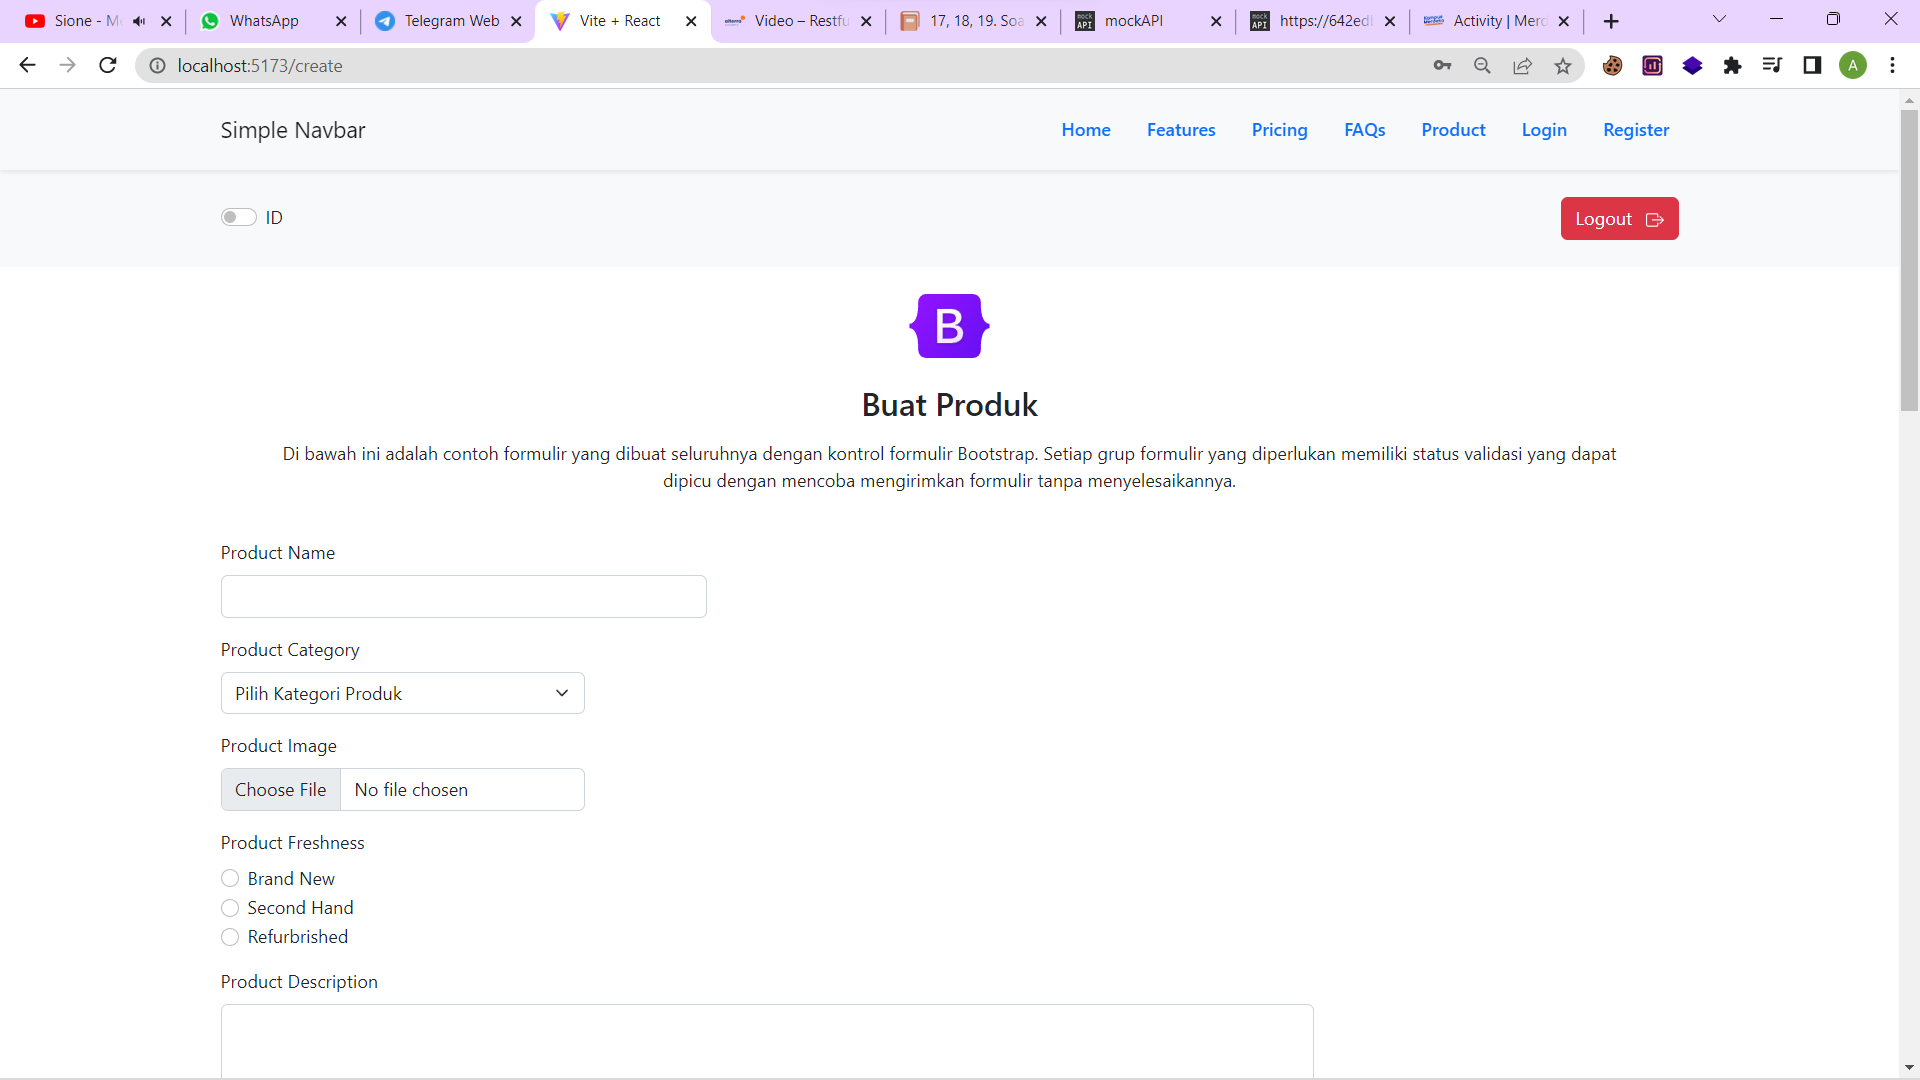 Sione - M
WhatsApp
Telegram Web
Vite + React
Video – Restfu
17, 18, 19. Soa
mockAPI
https://642ed
Activity | Merd
localhost:5173/create
A
Simple Navbar
Home
Features
Pricing
FAQs
Product
Login
Register
ID
Logout
B
Buat Produk
Di bawah ini adalah contoh formulir yang dibuat seluruhnya dengan kontrol formulir Bootstrap. Setiap grup formulir yang diperlukan memiliki status validasi yang dapat
dipicu dengan mencoba mengirimkan formulir tanpa menyelesaikannya.
Product Name
Product Category
Pilih Kategori Produk
Product Image
Choose File
No file chosen
Product Freshness
Brand New
Second Hand
Refurbrished
Product Description